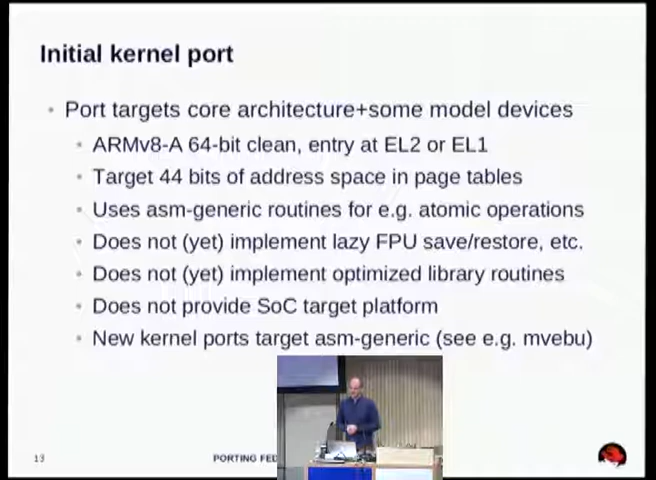 Initial kernel port
Port targets core architecture+some model devices
ARMv8-A 64-bit clean, entry at EL2 or EL1
Target 44 bits of address space in page tables
Uses asm-generic routines for e.g. atomic operations
Does not (yet) implement lazy FPU save/restore, etc.
Does not (yet) implement optimized library routines
Does not provide SoC target platform
New kernel ports target asm-generic (see e.g. mvebu)
13
PORTING